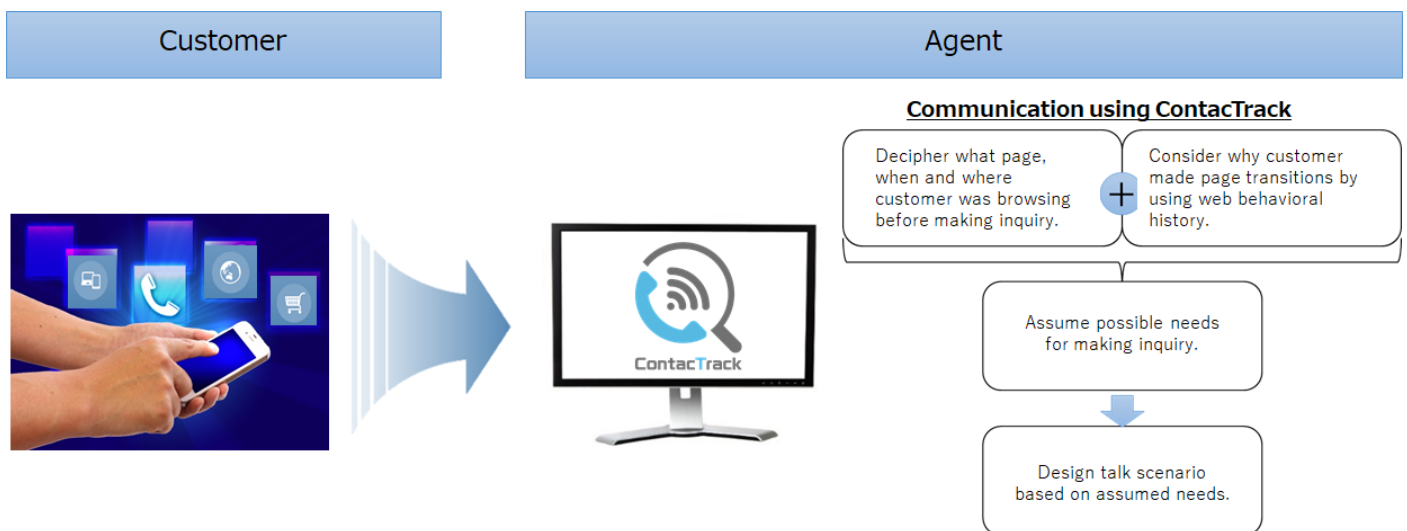 Customer
Agent
Communication using ContacTrack
Decipher what page,
when and where
customer was browsing
before making inquiry.
+
Consider why customer
made page transitions by
using web behavioral
history.
ContacTrack
Assume possible needs
for making inquiry.
Design talk scenario
based on assumed needs.